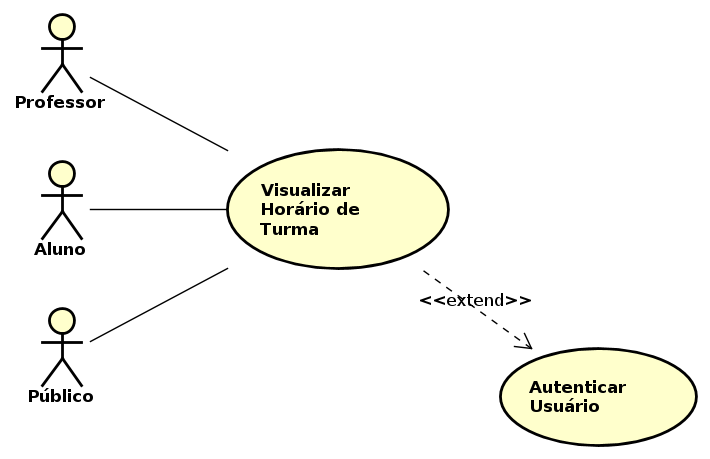 Professor
Aluno
Público
Visualizar
Horário de
Turma
<<extend>>
Autenticar
Usuário